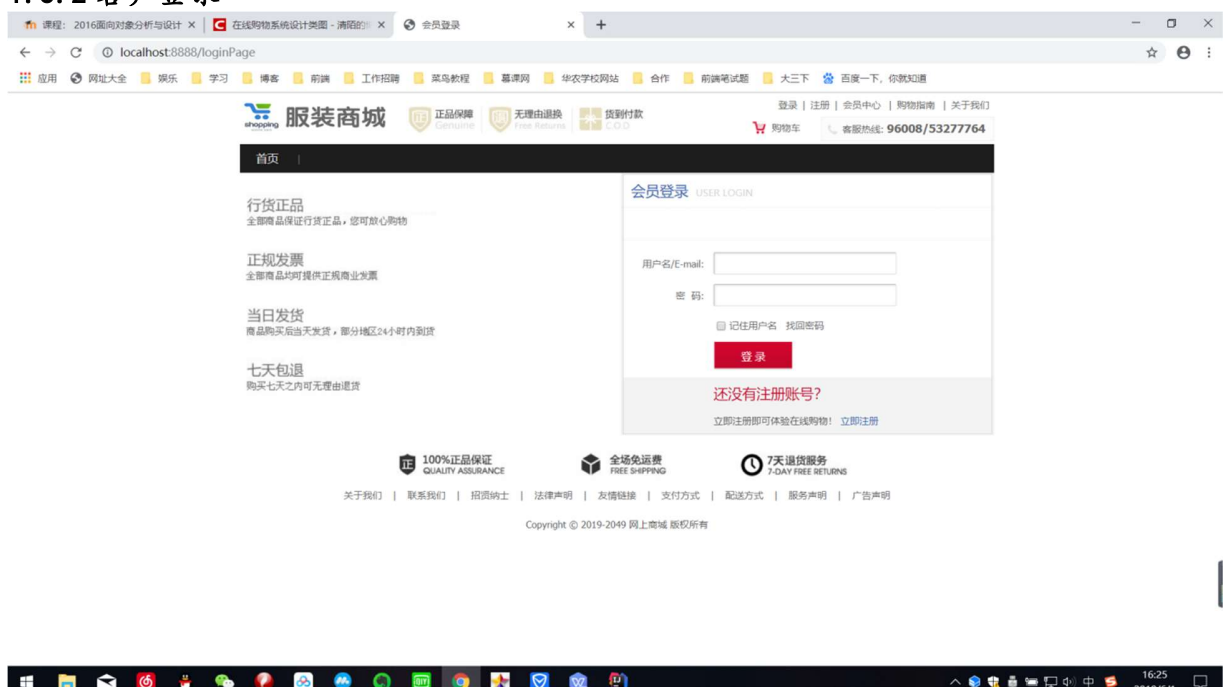 课程：2016面向对象分析与设计
在线购物系统设计类图 - 清陌的
会员登录
localhost:8888/loginPage
应用 网址大全 娱乐 学习 博客 前端 工作招聘 菜鸟教程 慕课网 华农学校网站 合作 前端笔试题 大三下 百度一下，你就知道
登录 | 注册 | 会员中心 | 购物指南 | 关于我们
shopping 服装商城 正品保障 Genuine 无理由退换 Free Returns 货到付款 C.O.D
购物车 客服热线: 96008/53277764
首页 |
会员登录 USER LOGIN
行货正品
全部商品保证行货正品，您可放心购物
正规发票
全部商品均可提供正规商业发票
当日发货
商品购买后当天发货，部分地区24小时内到货
七天包退
购买七天之内可无理由退货
用户名/E-mail:
密 码:
记住用户名 找回密码
登 录
还没有注册账号?
立即注册即可体验在线购物! 立即注册
100%正品保证
QUALITY ASSURANCE
全场免运费
FREE SHIPPING
7天退货服务
7-DAY FREE RETURNS
关于我们 | 联系我们 | 招贤纳士 | 法律声明 | 友情链接 | 支付方式 | 配送方式 | 服务声明 | 广告声明
Copyright © 2019-2049 网上商城 版权所有
中
16:25